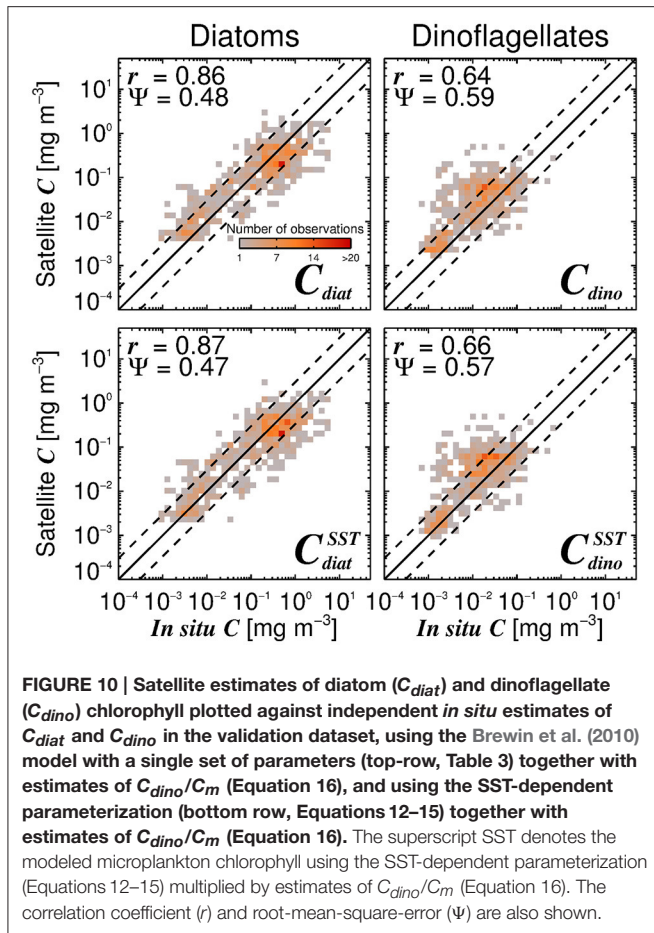 Diatoms
Dinoflagellates
Satellite C [mg m⁻³]
10¹
10⁰
10⁻¹
10⁻²
10⁻³
10⁻⁴
r = 0.86
Ψ = 0.48
Number of observations
1 7 14 >20
C_diat
r = 0.64
Ψ = 0.59
C_dino
Satellite C [mg m⁻³]
10¹
10⁰
10⁻¹
10⁻²
10⁻³
10⁻⁴
r = 0.87
Ψ = 0.47
C_diat^SST
r = 0.66
Ψ = 0.57
C_dino^SST
10⁻⁴ 10⁻³ 10⁻² 10⁻¹ 10⁰ 10¹
In situ C [mg m⁻³]
10⁻⁴ 10⁻³ 10⁻² 10⁻¹ 10⁰ 10¹
In situ C [mg m⁻³]
FIGURE 10 | Satellite estimates of diatom (C_diat) and dinoflagellate
(C_dino) chlorophyll plotted against independent in situ estimates of
C_diat and C_dino in the validation dataset, using the Brewin et al. (2010)
model with a single set of parameters (top-row, Table 3) together with
estimates of C_dino/C_m (Equation 16), and using the SST-dependent
parameterization (bottom row, Equations 12–15) together with
estimates of C_dino/C_m (Equation 16). The superscript SST denotes the
modeled microplankton chlorophyll using the SST-dependent parameterization
(Equations 12–15) multiplied by estimates of C_dino/C_m (Equation 16). The
correlation coefficient (r) and root-mean-square-error (Ψ) are also shown.